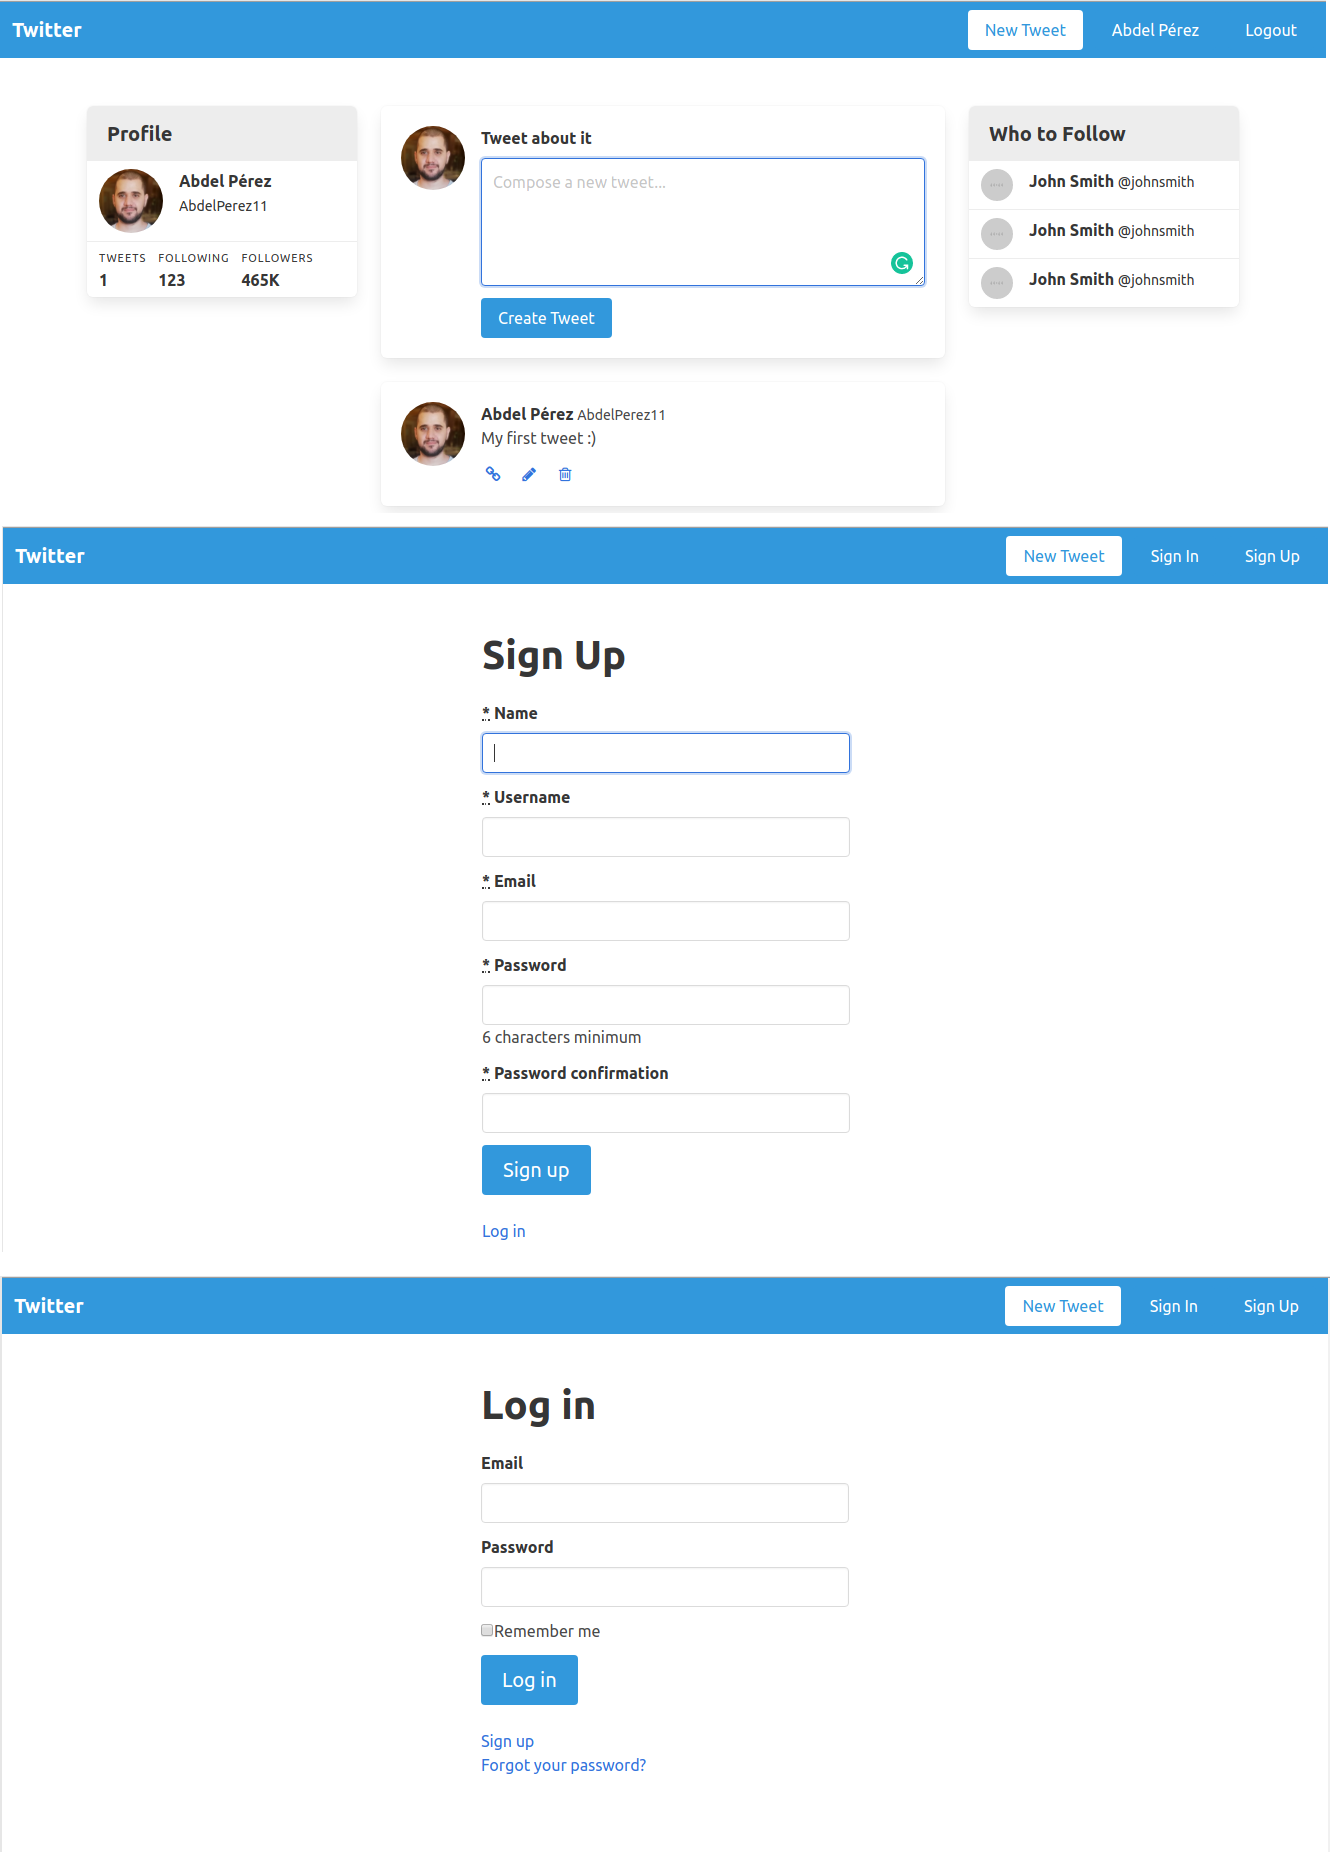 Twitter
New Tweet
Abdel Pérez
Logout
Profile
Abdel Pérez
AbdelPerez11
TWEETS FOLLOWING FOLLOWERS
1 123 465K
Tweet about it
Compose a new tweet...
Create Tweet
Abdel Pérez AbdelPerez11
My first tweet :)
Who to Follow
John Smith @johnsmith
John Smith @johnsmith
John Smith @johnsmith
Twitter
New Tweet
Sign In
Sign Up
Sign Up
* Name
* Username
* Email
* Password
6 characters minimum
* Password confirmation
Sign up
Log in
Twitter
New Tweet
Sign In
Sign Up
Log in
Email
Password
Remember me
Log in
Sign up
Forgot your password?